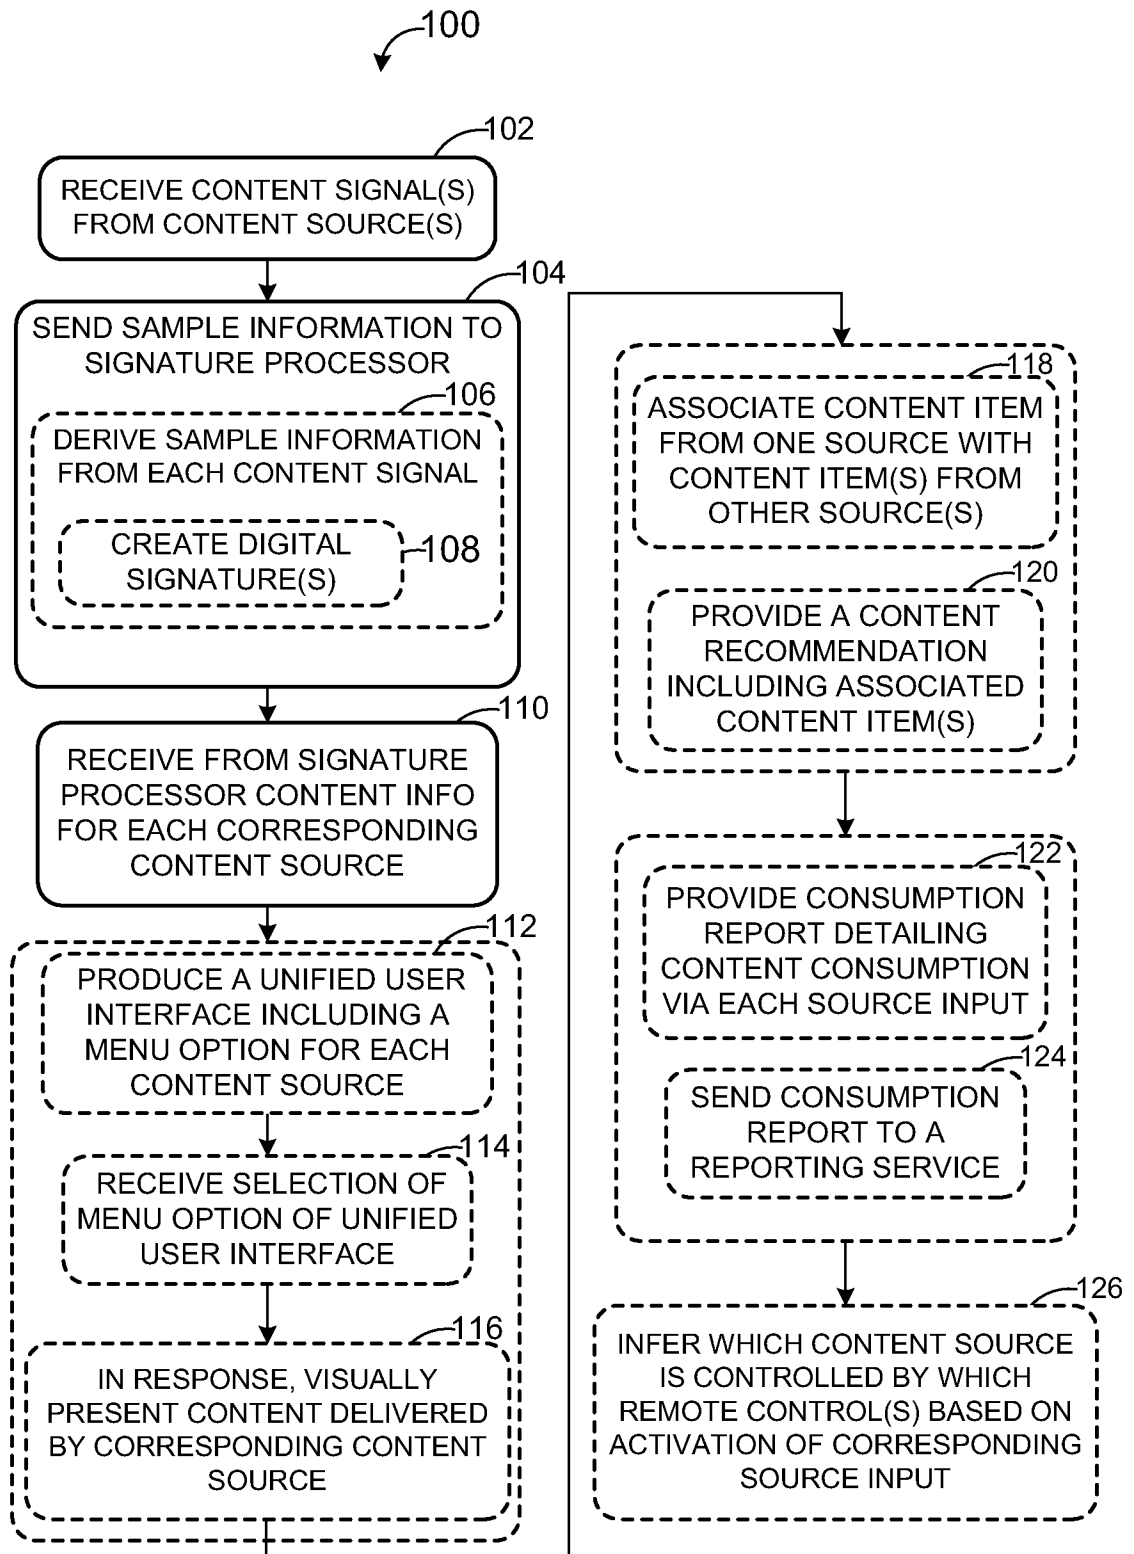 100
102
RECEIVE CONTENT SIGNAL(S)
FROM CONTENT SOURCE(S)
104
SEND SAMPLE INFORMATION TO
SIGNATURE PROCESSOR
106
DERIVE SAMPLE INFORMATION
FROM EACH CONTENT SIGNAL
CREATE DIGITAL
SIGNATURE(S)
108
110
RECEIVE FROM SIGNATURE
PROCESSOR CONTENT INFO
FOR EACH CORRESPONDING
CONTENT SOURCE
112
PRODUCE A UNIFIED USER
INTERFACE INCLUDING A
MENU OPTION FOR EACH
CONTENT SOURCE
114
RECEIVE SELECTION OF
MENU OPTION OF UNIFIED
USER INTERFACE
116
IN RESPONSE, VISUALLY
PRESENT CONTENT DELIVERED
BY CORRESPONDING CONTENT
SOURCE
118
ASSOCIATE CONTENT ITEM
FROM ONE SOURCE WITH
CONTENT ITEM(S) FROM
OTHER SOURCE(S)
120
PROVIDE A CONTENT
RECOMMENDATION
INCLUDING ASSOCIATED
CONTENT ITEM(S)
122
PROVIDE CONSUMPTION
REPORT DETAILING
CONTENT CONSUMPTION
VIA EACH SOURCE INPUT
124
SEND CONSUMPTION
REPORT TO A
REPORTING SERVICE
126
INFER WHICH CONTENT SOURCE
IS CONTROLLED BY WHICH
REMOTE CONTROL(S) BASED ON
ACTIVATION OF CORRESPONDING
SOURCE INPUT